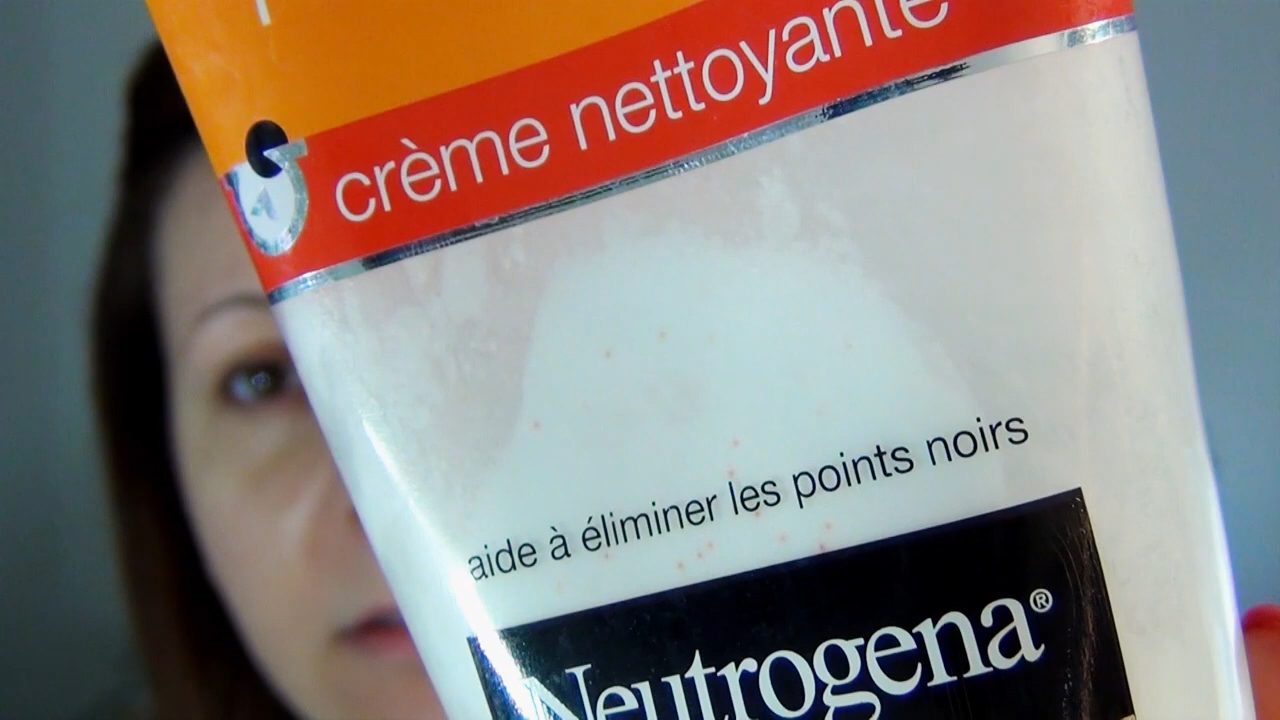 crème nettoyante
aide à éliminer les points noirs
Neutrogena®